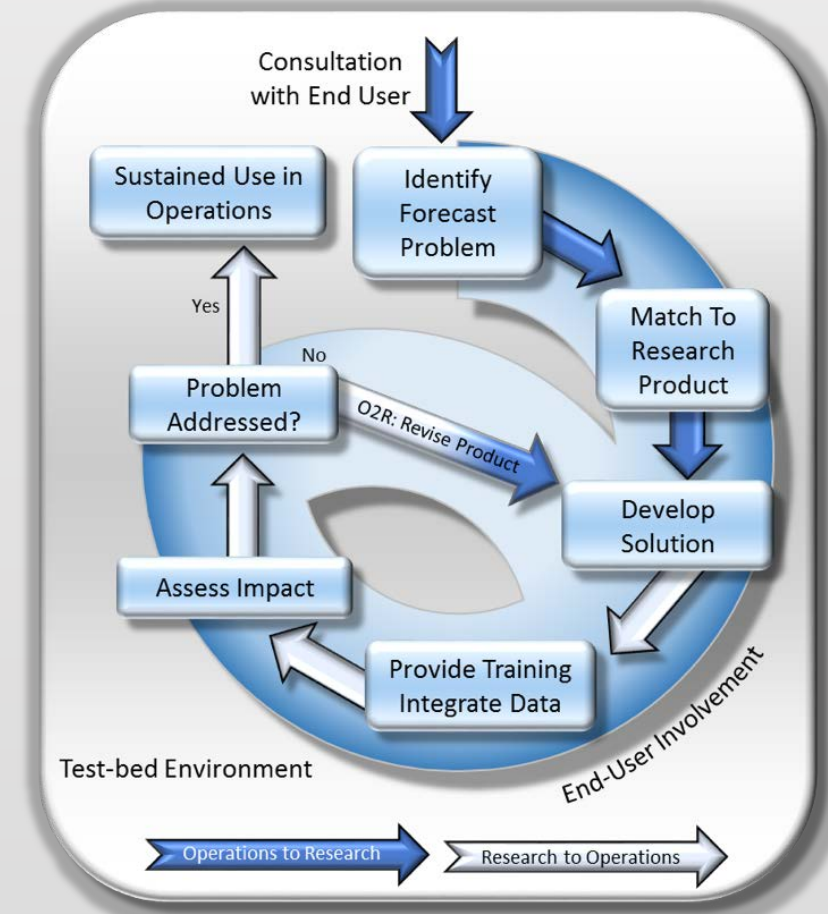 Consultation
with End User
Sustained Use in
Operations
Identify
Forecast
Problem
Match To
Research
Product
Yes
No
Problem
Addressed?
O2R: Revise Product
Develop
Solution
Assess Impact
Provide Training
Integrate Data
Test-bed Environment
End-User Involvement
Operations to Research
Research to Operations